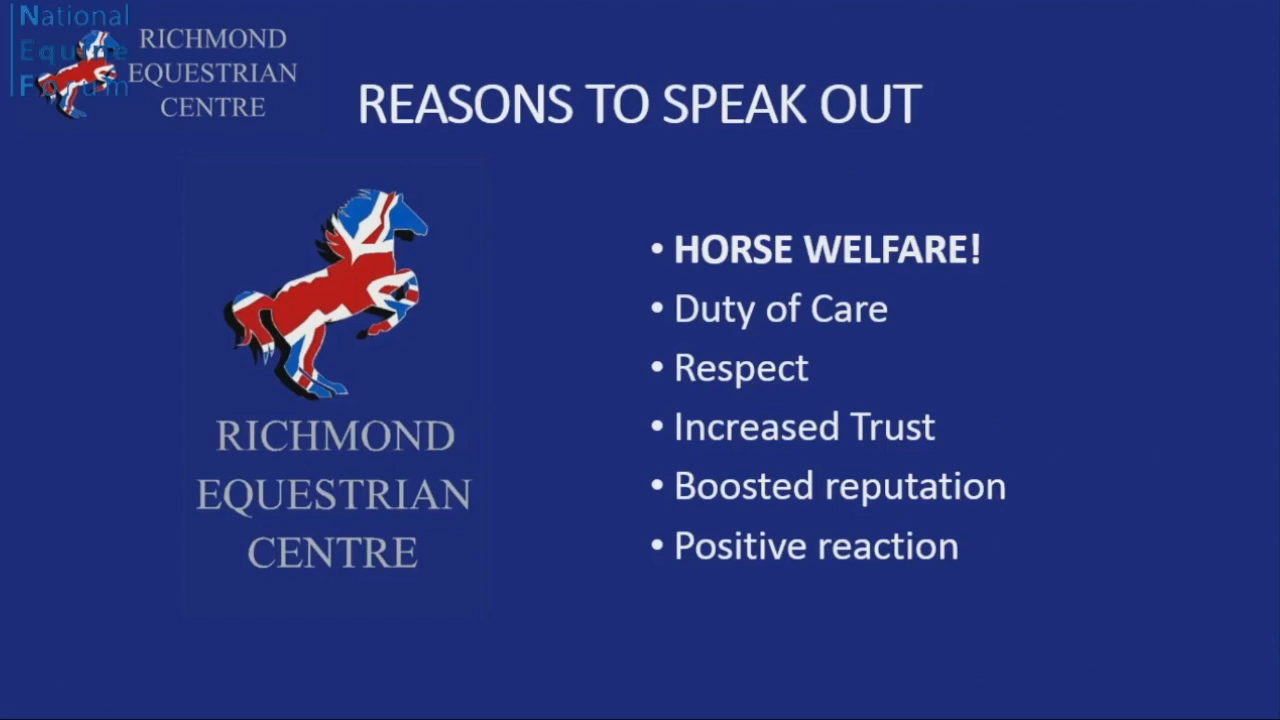 National
Equine
Forum
RICHMOND
EQUESTRIAN
CENTRE
REASONS TO SPEAK OUT
RICHMOND
EQUESTRIAN
CENTRE
• HORSE WELFARE!
• Duty of Care
• Respect
• Increased Trust
• Boosted reputation
• Positive reaction